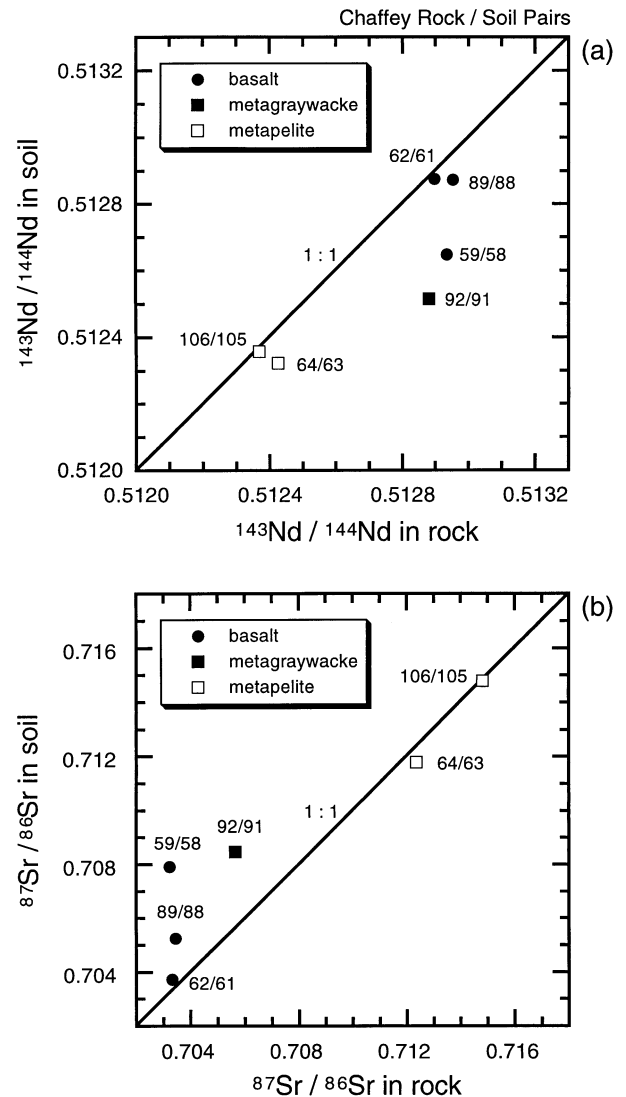 Chaffey Rock / Soil Pairs
(a)
0.5132
basalt
metagraywacke
metapelite
62/61
89/88
0.5128
1 : 1
59/58
92/91
143Nd / 144Nd in soil
0.5124
106/105
64/63
0.5120
0.5120 0.5124 0.5128 0.5132
143Nd / 144Nd in rock
(b)
basalt
metagraywacke
metapelite
0.716
106/105
0.712
64/63
87Sr / 86Sr in soil
1 : 1
92/91
59/58
0.708
89/88
0.704
62/61
0.704 0.708 0.712 0.716
87Sr / 86Sr in rock